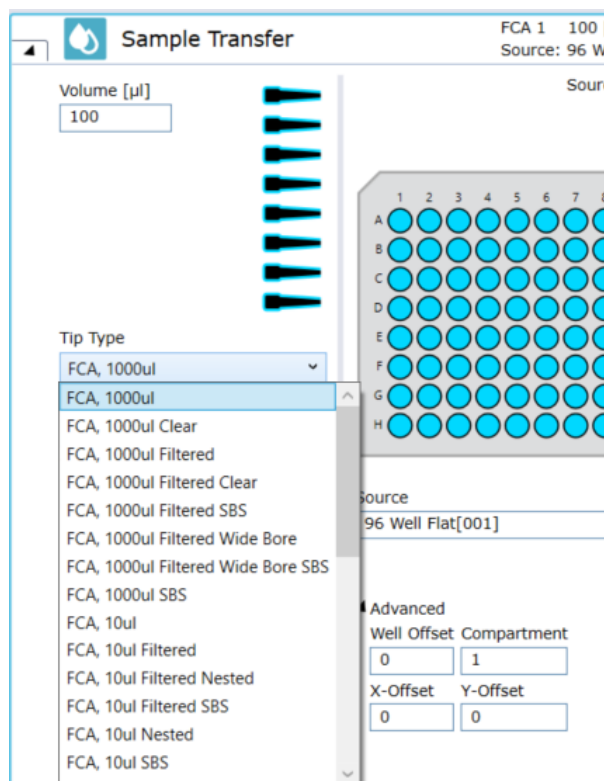 Sample Transfer
FCA 1 100
Source: 96 W
Volume [µl]
100
Sour
1 2 3 4 5 6 7 8
A
B
C
D
E
F
G
H
Tip Type
FCA, 1000ul
FCA, 1000ul
FCA, 1000ul Clear
FCA, 1000ul Filtered
FCA, 1000ul Filtered Clear
FCA, 1000ul Filtered SBS
FCA, 1000ul Filtered Wide Bore
FCA, 1000ul Filtered Wide Bore SBS
FCA, 1000ul SBS
FCA, 10ul
FCA, 10ul Filtered
FCA, 10ul Filtered Nested
FCA, 10ul Filtered SBS
FCA, 10ul Nested
FCA, 10ul SBS
Source
96 Well Flat[001]
Advanced
Well Offset Compartment
0 1
X-Offset Y-Offset
0 0